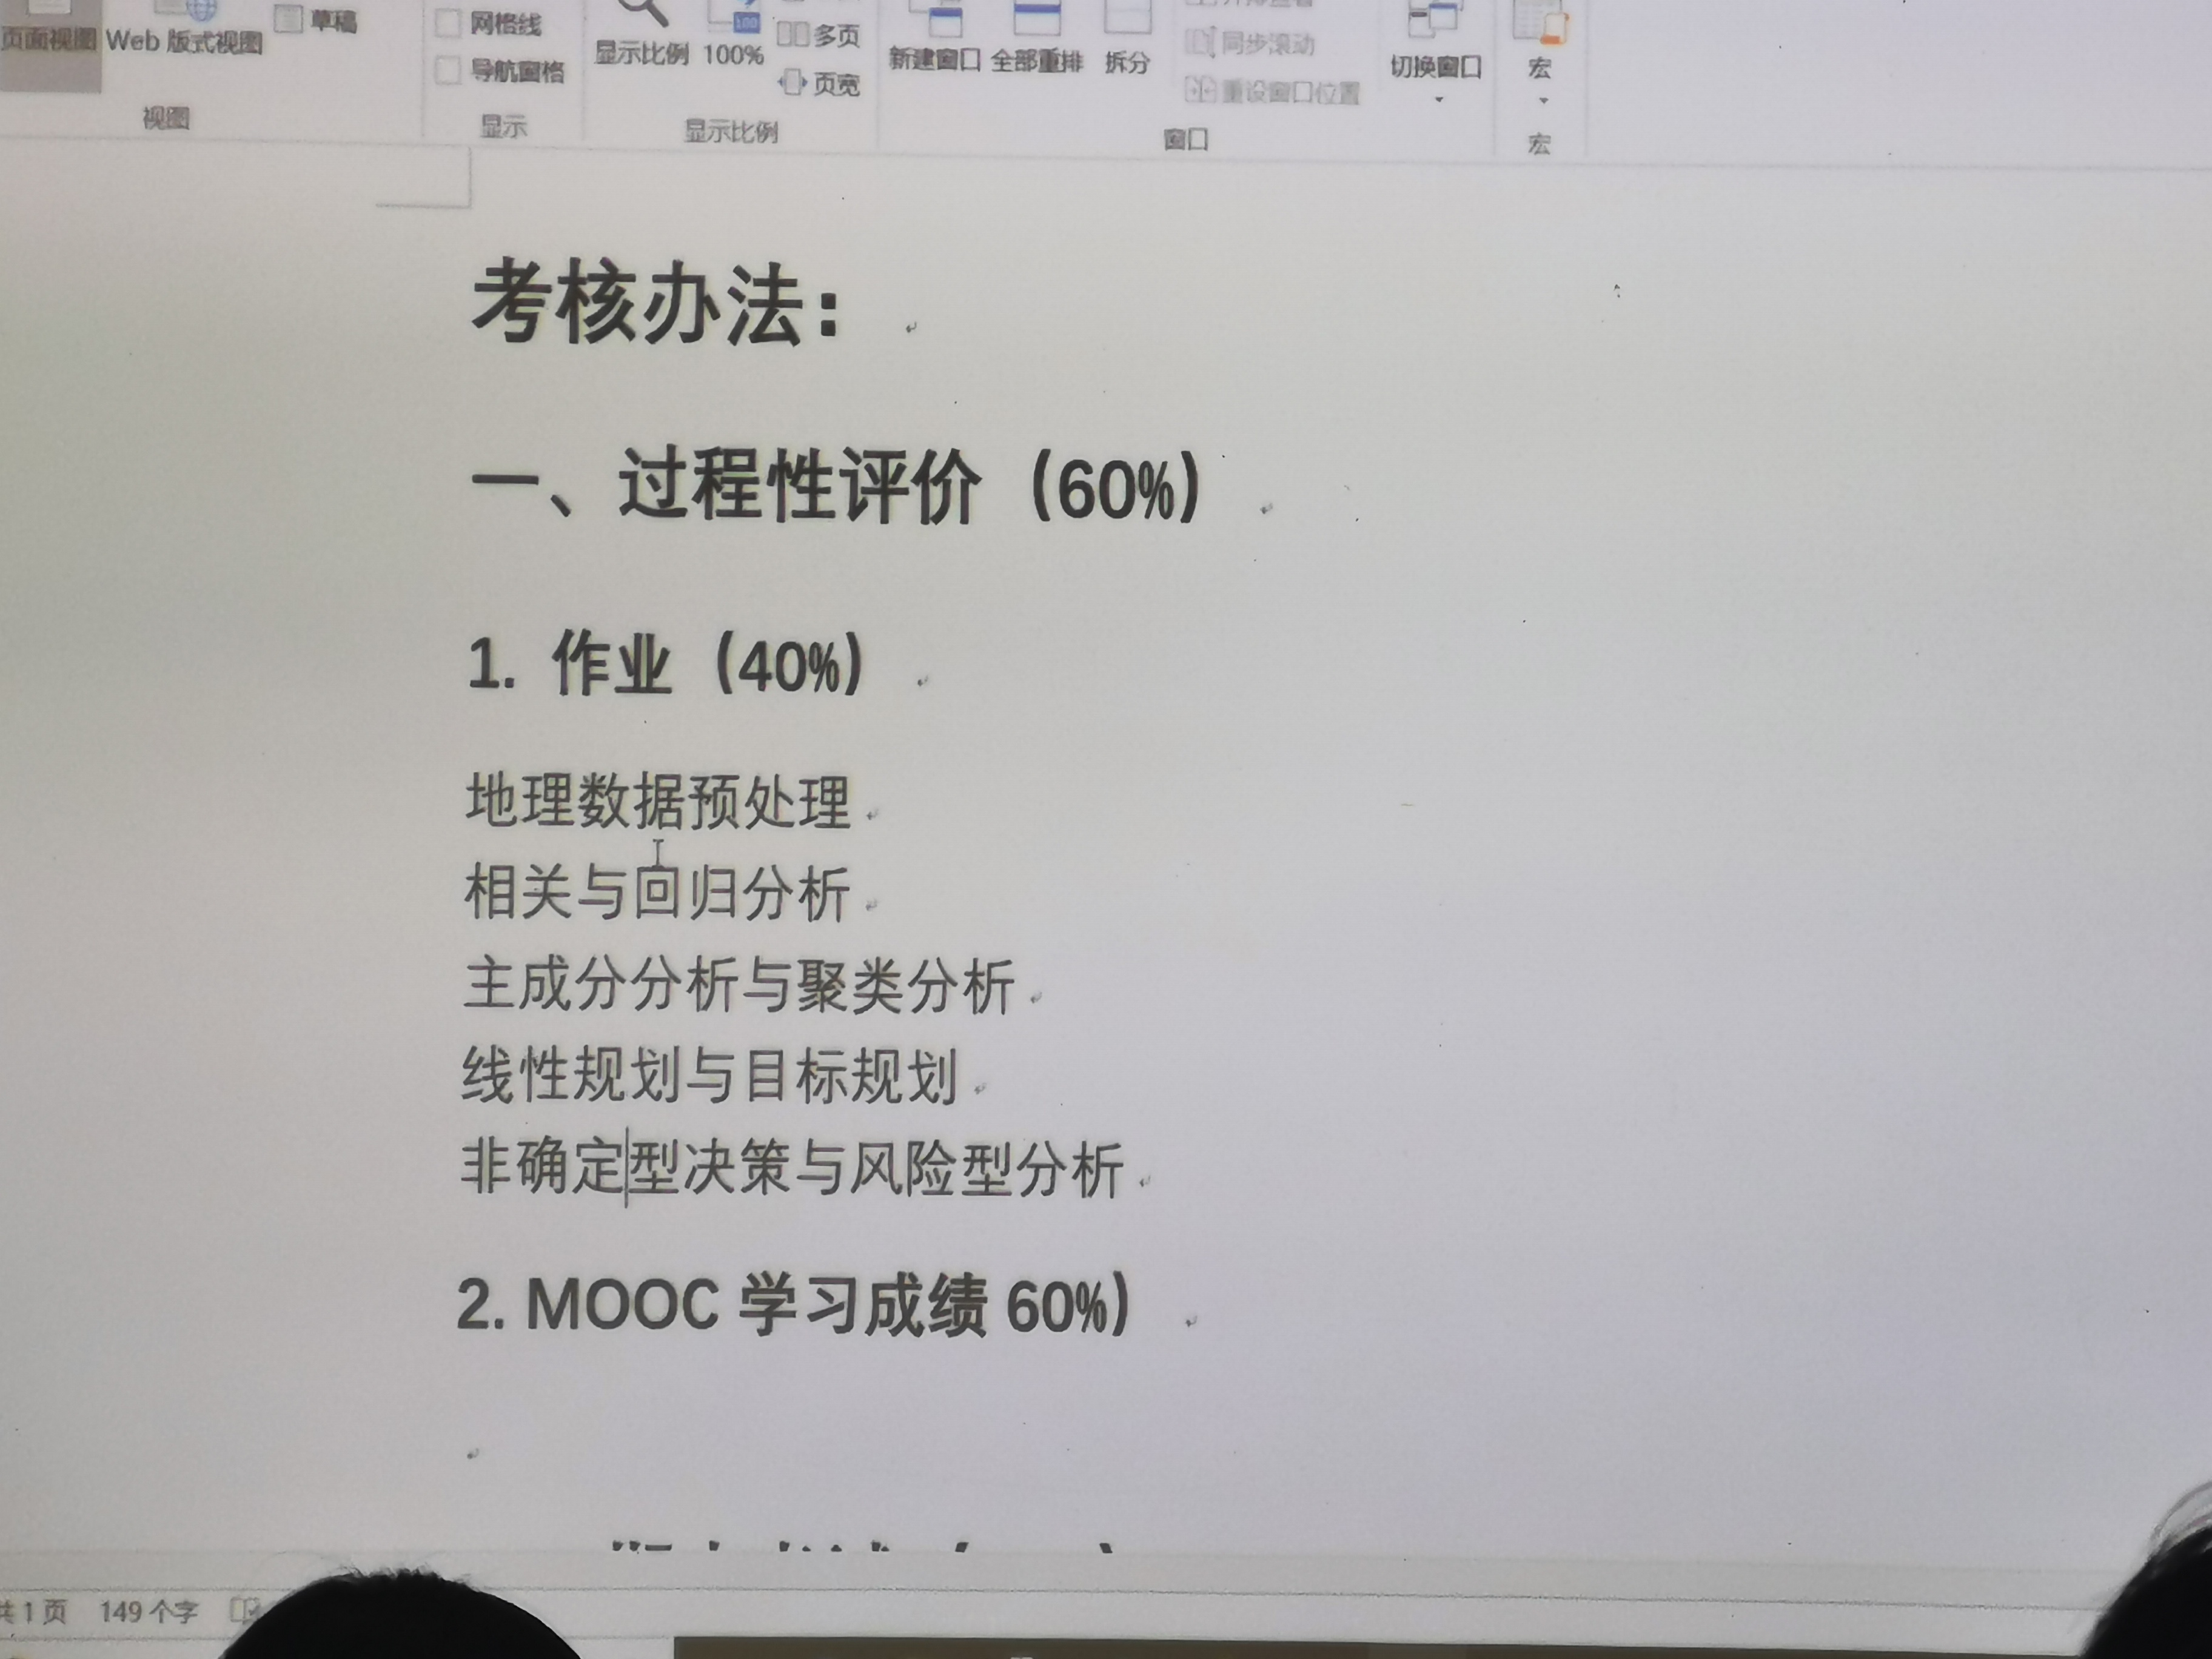 页面视图 Web 版式视图 草稿
网格线
导航窗格
显示比例 100% 多页
页宽
新建窗口 全部重排 拆分
同步滚动
重设窗口位置
切换窗口 宏
视图 显示 显示比例 窗口 宏
考核办法：
一、过程性评价（60%）
1. 作业（40%）
地理数据预处理
相关与回归分析
主成分分析与聚类分析
线性规划与目标规划
非确定型决策与风险型分析
2. MOOC 学习成绩 60%）
共1页 149个字